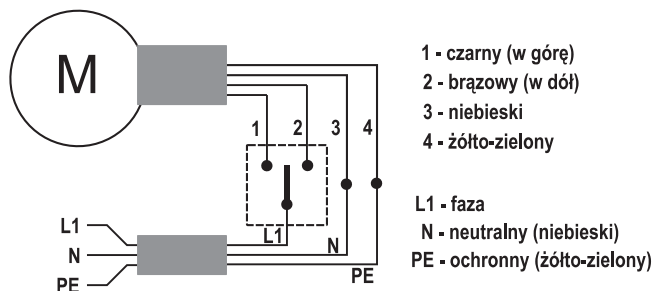 M
1 - czarny (w górę)
2 - brązowy (w dół)
3 - niebieski
4 - żółto-zielony
1 2 3 4
L1 - faza
N - neutralny (niebieski)
PE - ochronny (żółto-zielony)
L1
N
PE
L1
N
PE